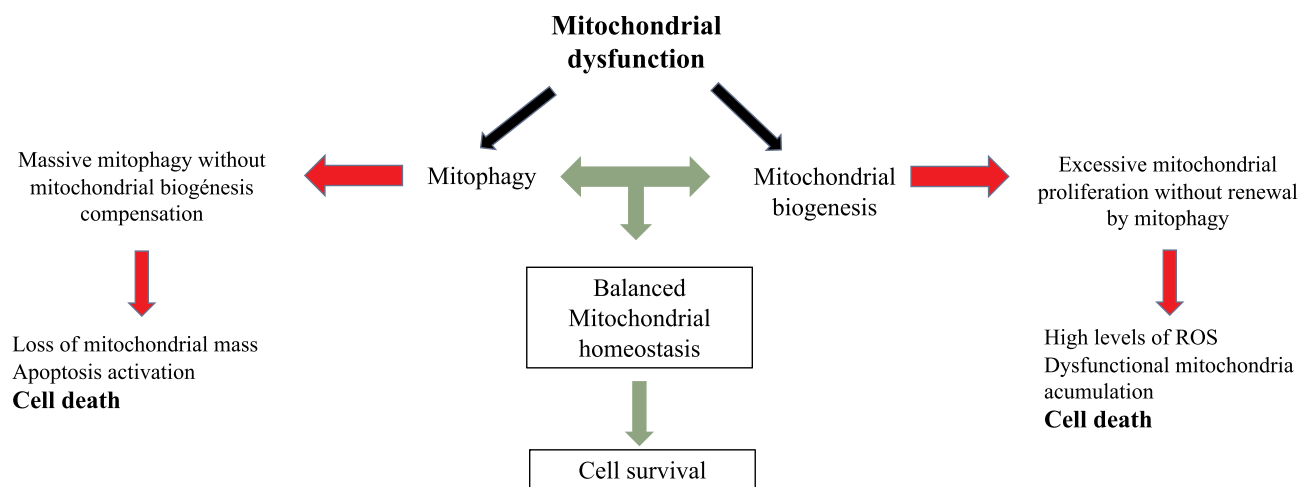 Mitochondrial
dysfunction
Massive mitophagy without
mitochondrial biogénesis
compensation
Mitophagy
Mitochondrial
biogenesis
Excessive mitochondrial
proliferation without renewal
by mitophagy
Balanced
Mitochondrial
homeostasis
Loss of mitochondrial mass
Apoptosis activation
Cell death
High levels of ROS
Dysfunctional mitochondria
acumulation
Cell death
Cell survival